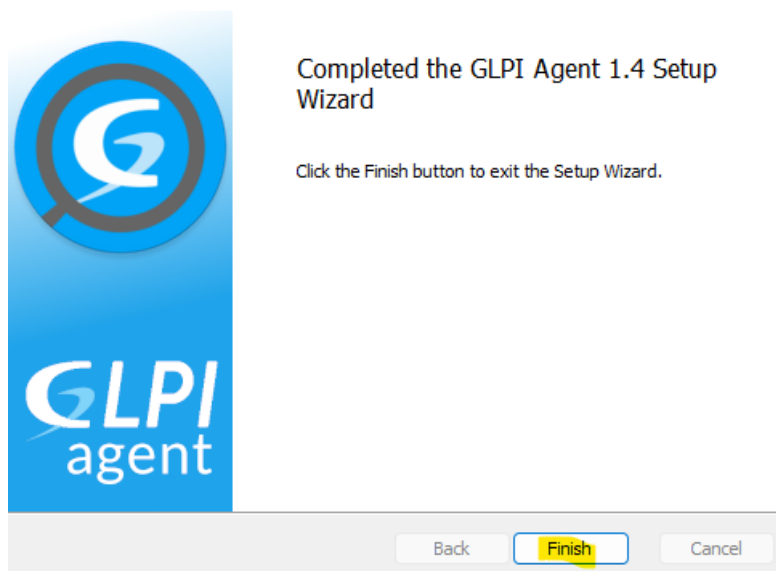 Completed the GLPI Agent 1.4 Setup
Wizard
Click the Finish button to exit the Setup Wizard.
GLPI
agent
Back
Finish
Cancel